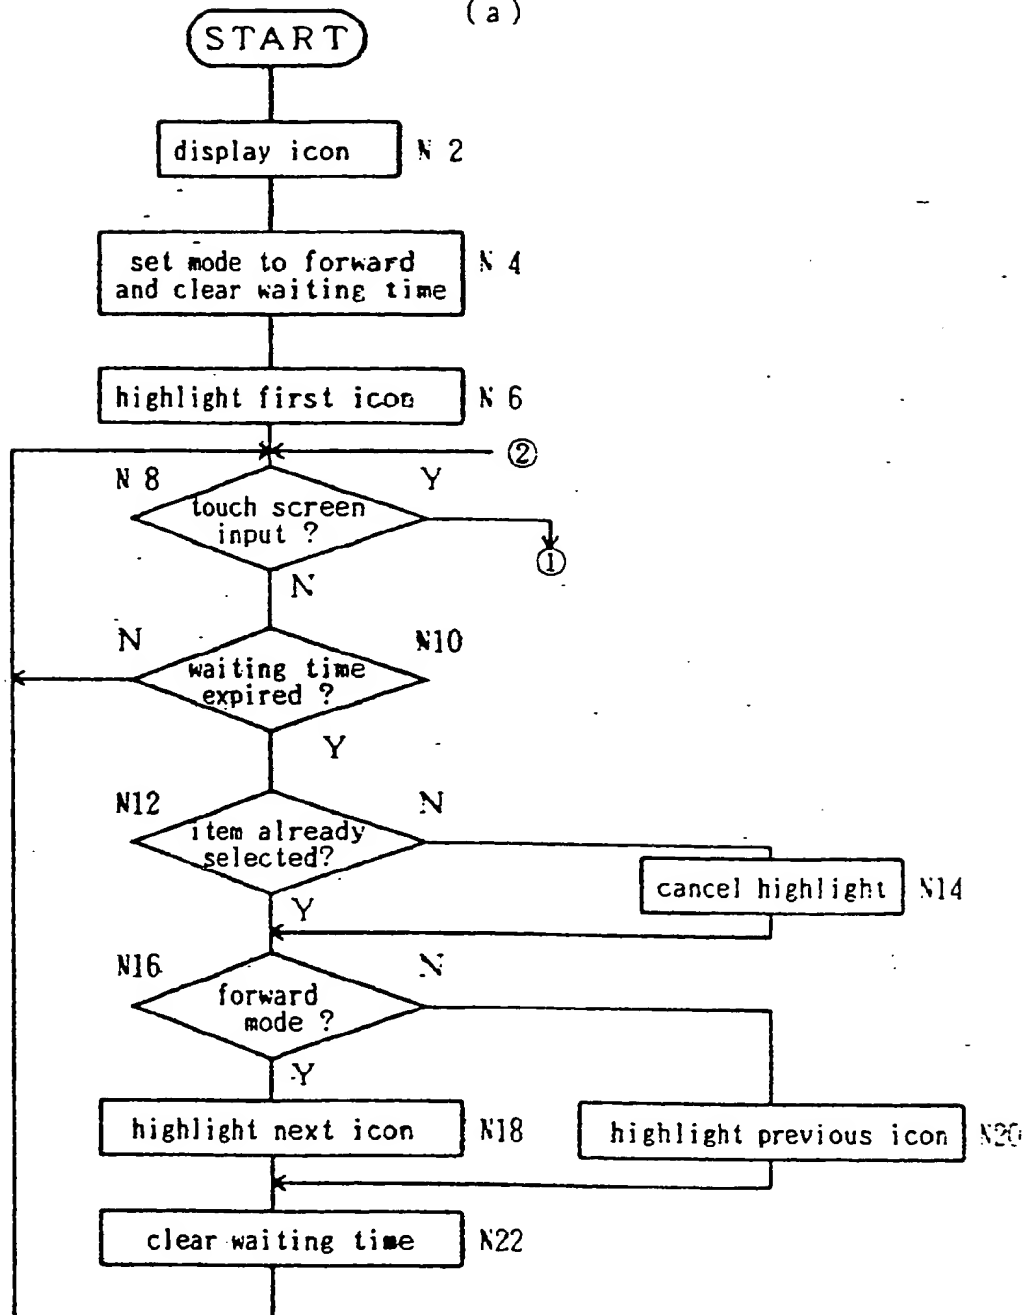 (a)
START
display icon
N 2
set mode to forward
and clear waiting time
N 4
highlight first icon
N 6
②
N 8
Y
touch screen
input ?
①
N
N
N10
waiting time
expired ?
Y
N12
N
item already
selected?
cancel highlight
N14
Y
N16
N
forward
mode ?
Y
highlight next icon
N18
highlight previous icon
N20
clear waiting time
N22